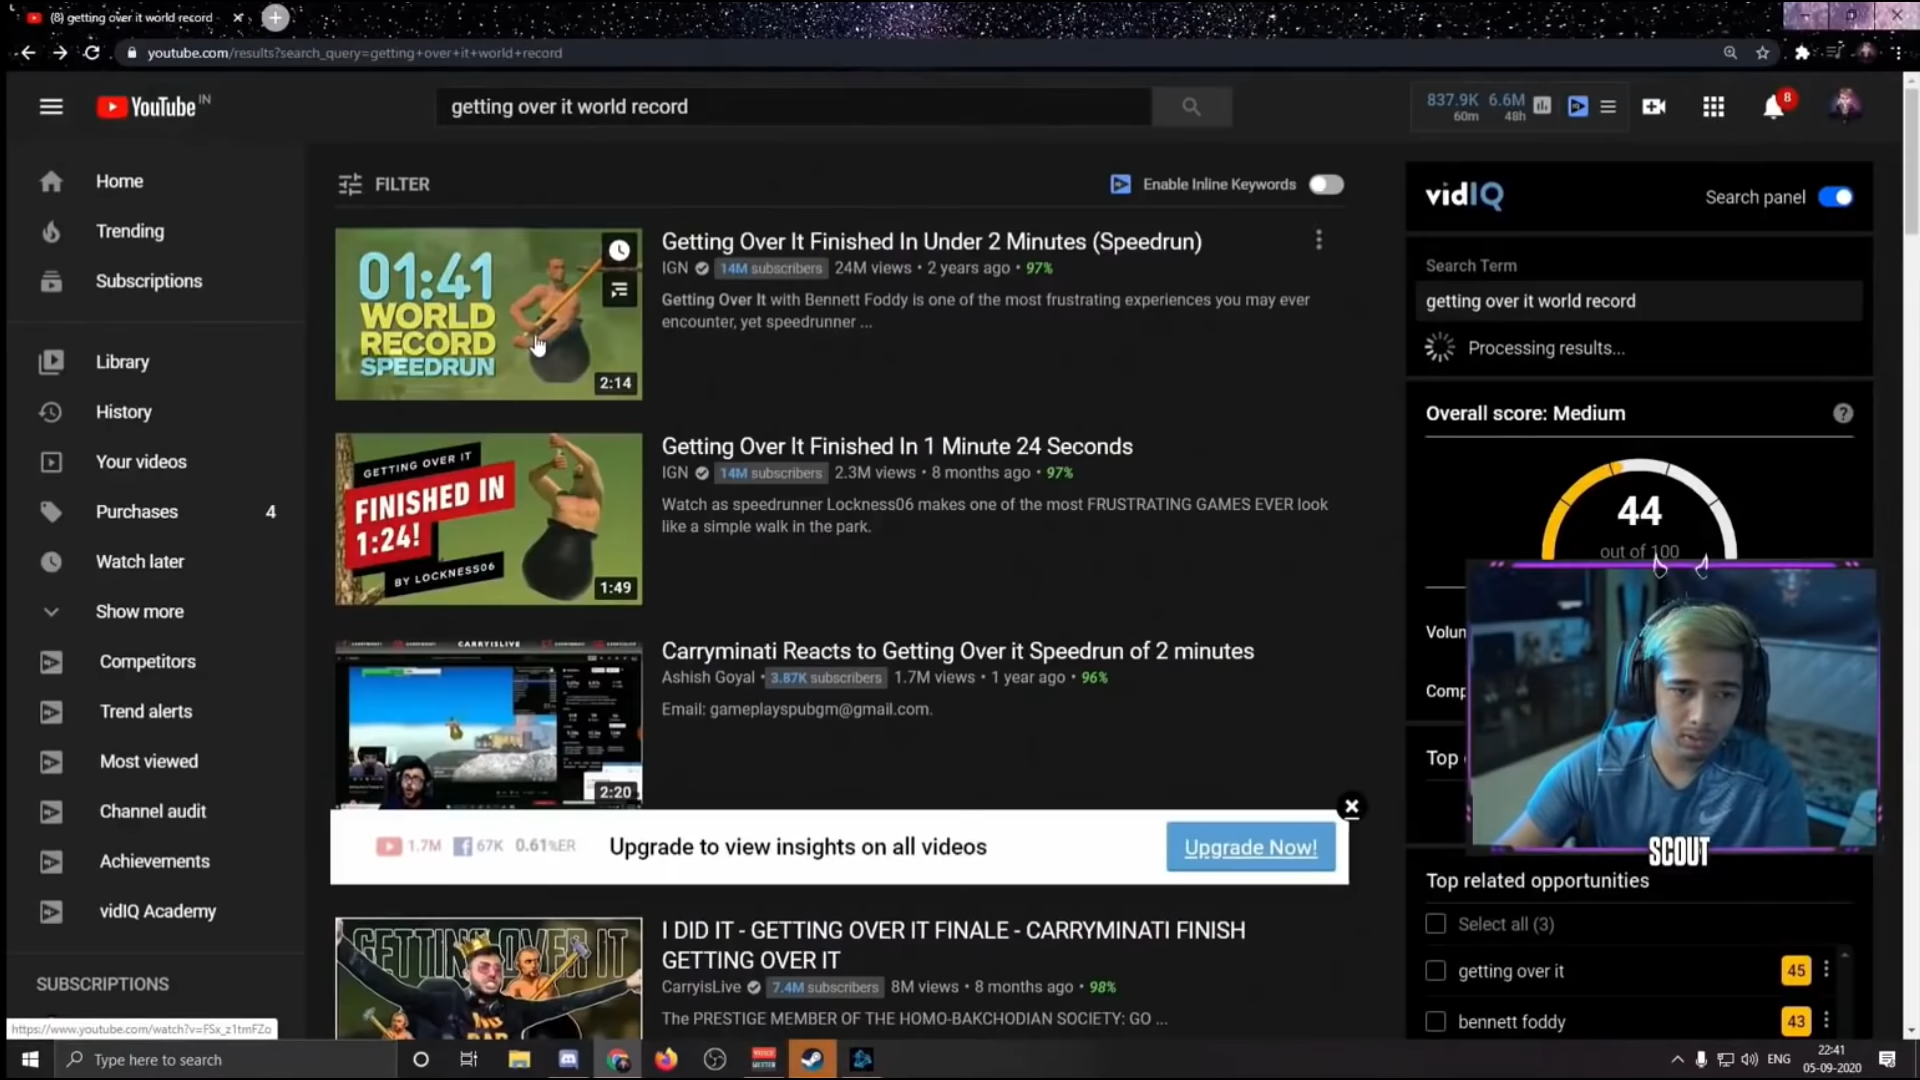 (8) getting over it world record
youtube.com/results?search_query=getting+over+it+world+record
YouTube IN
getting over it world record
837.9K 6.6M
60m 48h
8
Home
Trending
Subscriptions
Library
History
Your videos
Purchases 4
Watch later
Show more
Competitors
Trend alerts
Most viewed
Channel audit
Achievements
vidIQ Academy
SUBSCRIPTIONS
https://www.youtube.com/watch?v=FSx_z1tmFZo
FILTER
Enable Inline Keywords
01:41
WORLD
RECORD
SPEEDRUN
2:14
Getting Over It Finished In Under 2 Minutes (Speedrun)
IGN 14M subscribers 24M views • 2 years ago • 97%
Getting Over It with Bennett Foddy is one of the most frustrating experiences you may ever
encounter, yet speedrunner ...
GETTING OVER IT
FINISHED IN
1:24!
BY LOCKNESS06
1:49
Getting Over It Finished In 1 Minute 24 Seconds
IGN 14M subscribers 2.3M views • 8 months ago • 97%
Watch as speedrunner Lockness06 makes one of the most FRUSTRATING GAMES EVER look
like a simple walk in the park.
CARRYISLIVE
2:20
Carryminati Reacts to Getting Over it Speedrun of 2 minutes
Ashish Goyal • 3.87K subscribers 1.7M views • 1 year ago • 96%
Email: gameplayspubgm@gmail.com.
1.7M 67K 0.61%ER Upgrade to view insights on all videos Upgrade Now!
GETTING OVER IT
I DID IT - GETTING OVER IT FINALE - CARRYMINATI FINISH
GETTING OVER IT
CarryisLive 7.4M subscribers 8M views • 8 months ago • 98%
The PRESTIGE MEMBER OF THE HOMO-BAKCHODIAN SOCIETY: GO ...
vidIQ
Search panel
Search Term
getting over it world record
Processing results...
Overall score: Medium
44
out of 100
Volun
Comp
Top
SCOUT
Top related opportunities
Select all (3)
getting over it 45
bennett foddy 43
Type here to search
ENG
22:41
05-09-2020